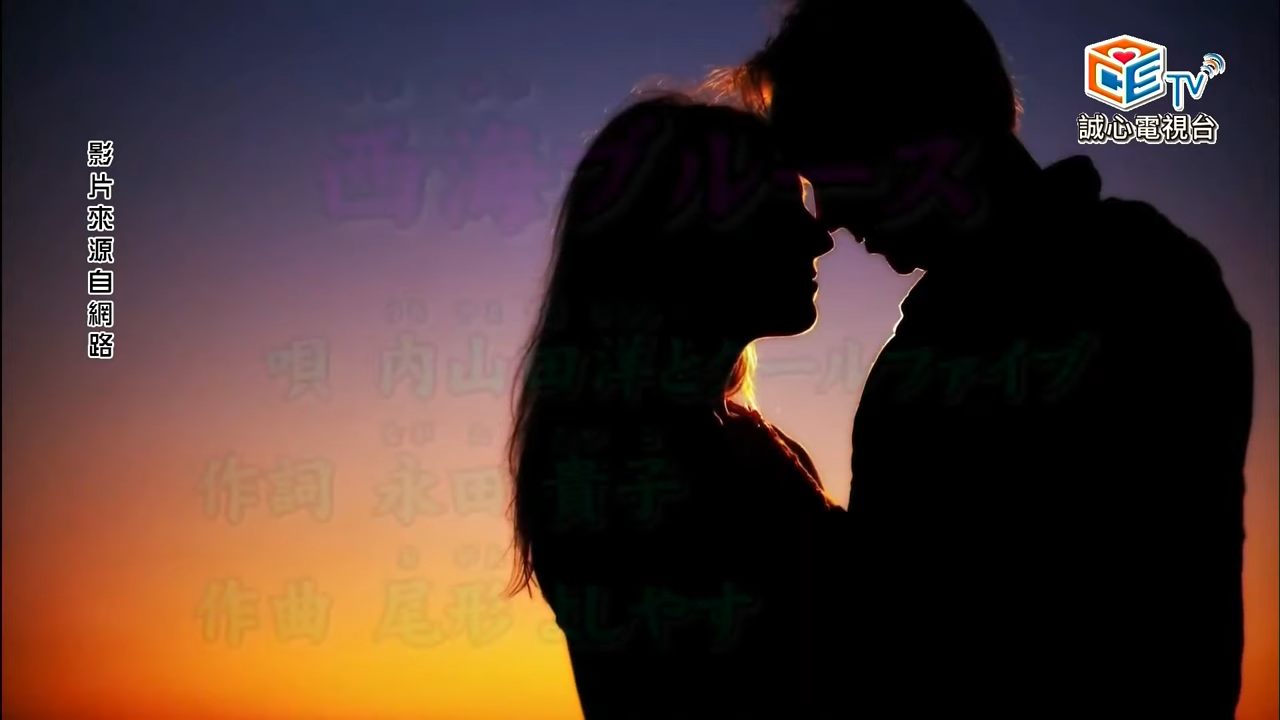 CE TV
誠心電視台
影片來源自網路
西海ブルース
唄 内山田洋とクールファイブ
作詞 永田貴子
作曲 尾形よしやす